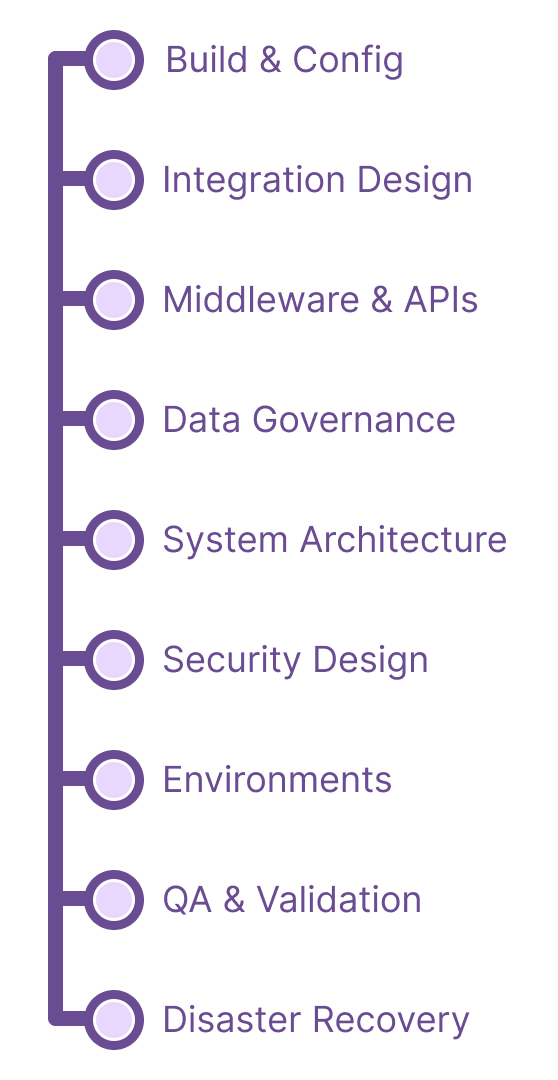 Build & Config
Integration Design
Middleware & APIs
Data Governance
System Architecture
Security Design
Environments
QA & Validation
Disaster Recovery